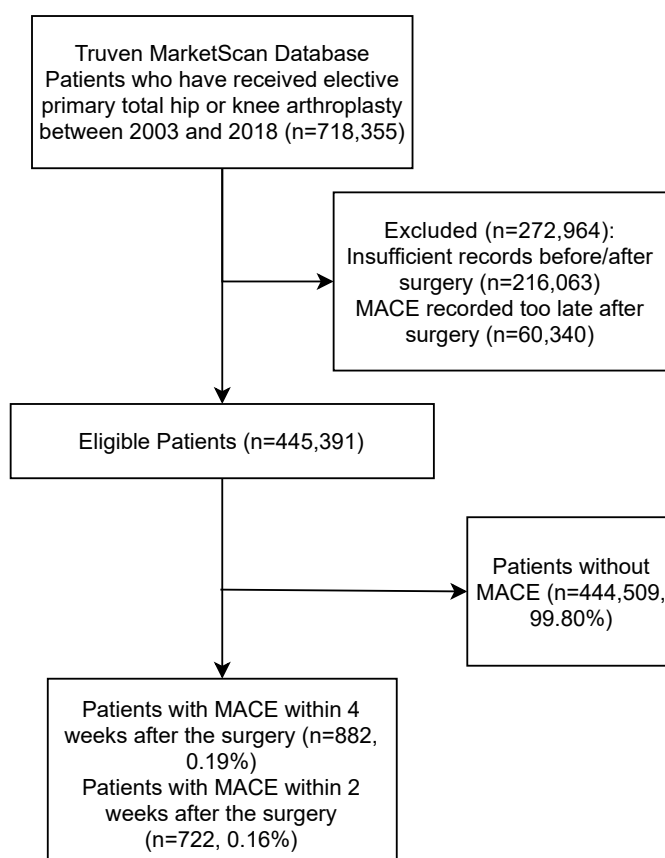 Truven MarketScan Database
Patients who have received elective
primary total hip or knee arthroplasty
between 2003 and 2018 (n=718,355)
Excluded (n=272,964):
Insufficient records before/after
surgery (n=216,063)
MACE recorded too late after
surgery (n=60,340)
Eligible Patients (n=445,391)
Patients without
MACE (n=444,509,
99.80%)
Patients with MACE within 4
weeks after the surgery (n=882,
0.19%)
Patients with MACE within 2
weeks after the surgery
(n=722, 0.16%)